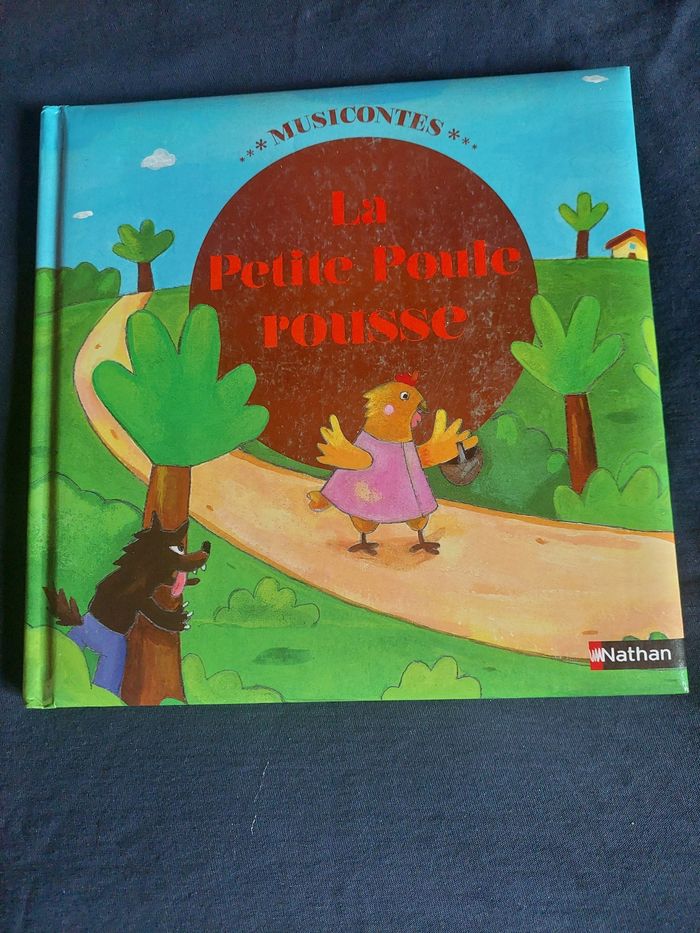 ***MUSICONTES***
La
Petite Poule
rousse
Nathan